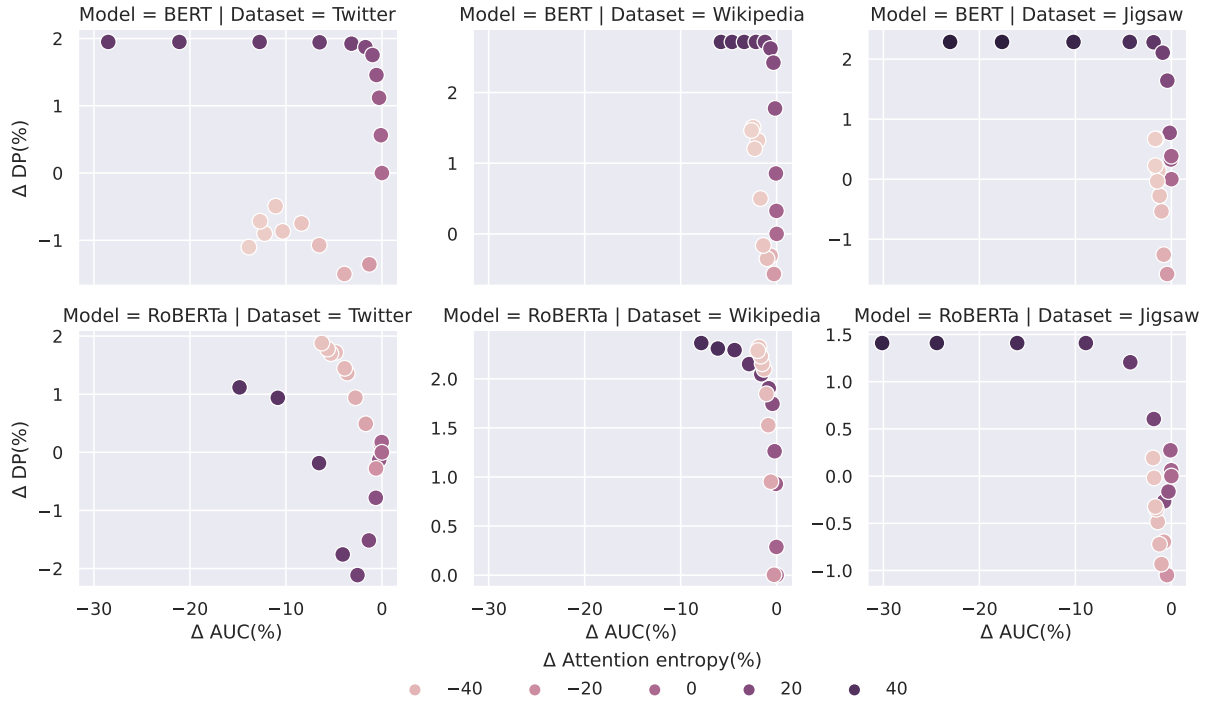 Model = BERT | Dataset = Twitter
Model = BERT | Dataset = Wikipedia
Model = BERT | Dataset = Jigsaw
2
1
0
−1
Δ DP(%)
2
1
0
2
1
0
−1
Model = RoBERTa | Dataset = Twitter
Model = RoBERTa | Dataset = Wikipedia
Model = RoBERTa | Dataset = Jigsaw
2
1
0
−1
−2
Δ DP(%)
2.0
1.5
1.0
0.5
0.0
1.5
1.0
0.5
0.0
−0.5
−1.0
−30 −20 −10 0
−30 −20 −10 0
−30 −20 −10 0
Δ AUC(%)
Δ AUC(%)
Δ AUC(%)
Δ Attention entropy(%)
−40 −20 0 20 40